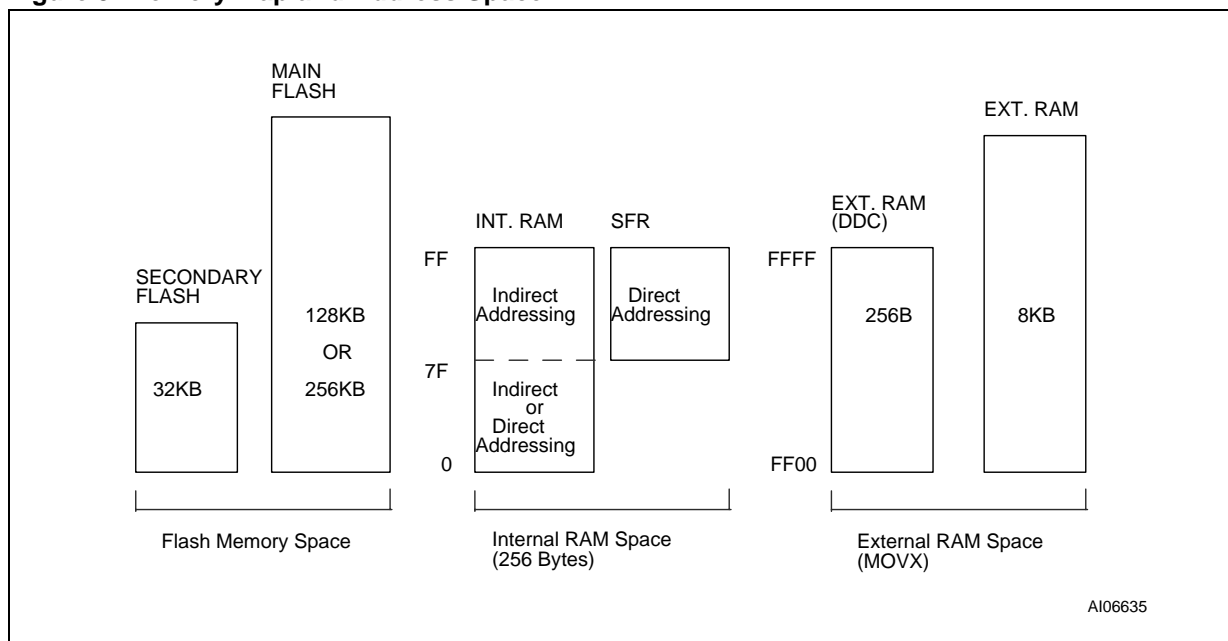 MAIN
FLASH
EXT. RAM
EXT. RAM
(DDC)
INT. RAM
SFR
FF
FFFF
SECONDARY
FLASH
Indirect
Addressing
Direct
Addressing
128KB
OR
256KB
256B
8KB
7F
32KB
Indirect
or
Direct
Addressing
0
FF00
Flash Memory Space
Internal RAM Space
(256 Bytes)
External RAM Space
(MOVX)
AI06635